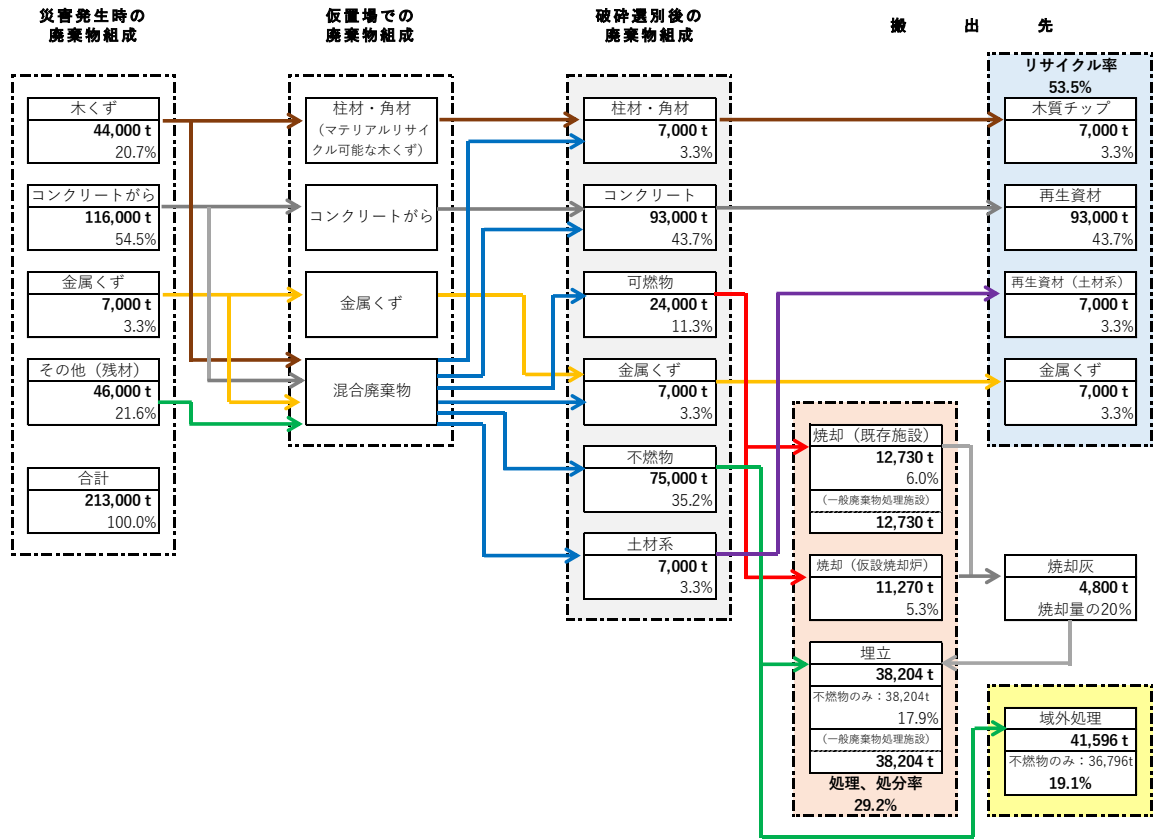 災害発生時の
廃棄物組成
仮置場での
廃棄物組成
破砕選別後の
廃棄物組成
搬出先
木くず
44,000 t
20.7%
コンクリートがら
116,000 t
54.5%
金属くず
7,000 t
3.3%
その他（残材）
46,000 t
21.6%
合計
213,000 t
100.0%
柱材・角材
（マテリアルリサイ
クル可能な木くず）
コンクリートがら
金属くず
混合廃棄物
柱材・角材
7,000 t
3.3%
コンクリート
93,000 t
43.7%
可燃物
24,000 t
11.3%
金属くず
7,000 t
3.3%
不燃物
75,000 t
35.2%
土材系
7,000 t
3.3%
リサイクル率
53.5%
木質チップ
7,000 t
3.3%
再生資材
93,000 t
43.7%
再生資材（土材系）
7,000 t
3.3%
金属くず
7,000 t
3.3%
焼却（既存施設）
12,730 t
6.0%
（一般廃棄物処理施設）
12,730 t
焼却（仮設焼却炉）
11,270 t
5.3%
埋立
38,204 t
不燃物のみ：38,204t
17.9%
（一般廃棄物処理施設）
38,204 t
処理、処分率
29.2%
焼却灰
4,800 t
焼却量の20%
域外処理
41,596 t
不燃物のみ：36,796t
19.1%